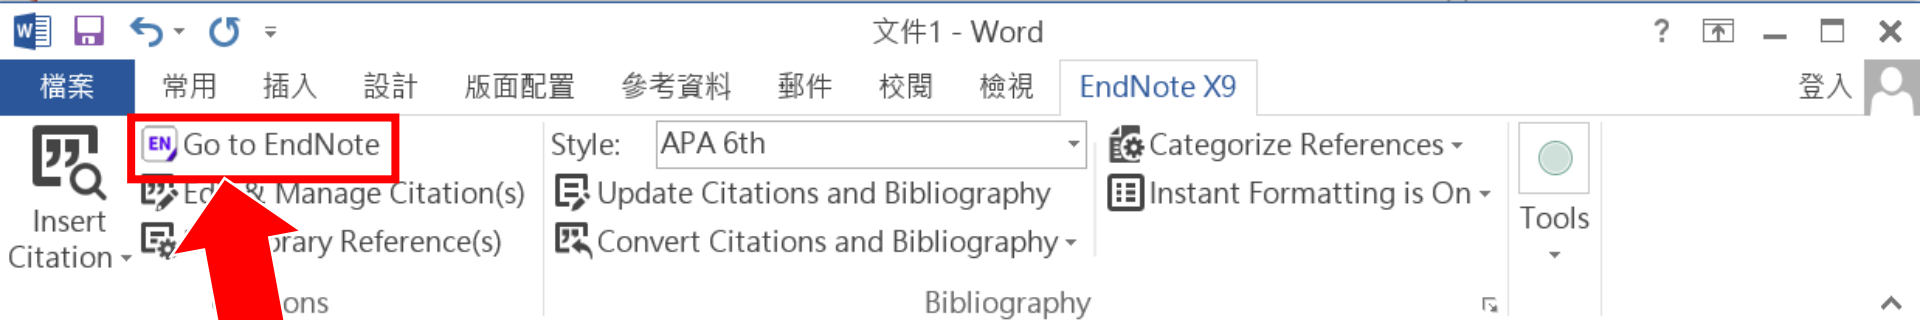 文件1 - Word
?
檔案 常用 插入 設計 版面配置 參考資料 郵件 校閱 檢視 EndNote X9 登入
Insert Citation
EN Go to EndNote
& Manage Citation(s)
Reference(s)
Style: APA 6th
Update Citations and Bibliography
Convert Citations and Bibliography
Bibliography
Categorize References
Instant Formatting is On
Tools